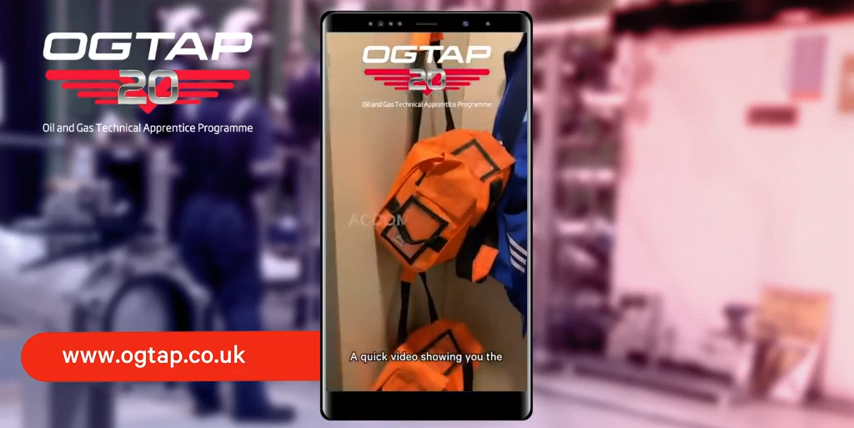 OGTAP
20
Oil and Gas Technical Apprentice Programme
www.ogtap.co.uk
OGTAP
20
Oil and Gas Technical Apprentice Programme
A quick video showing you the